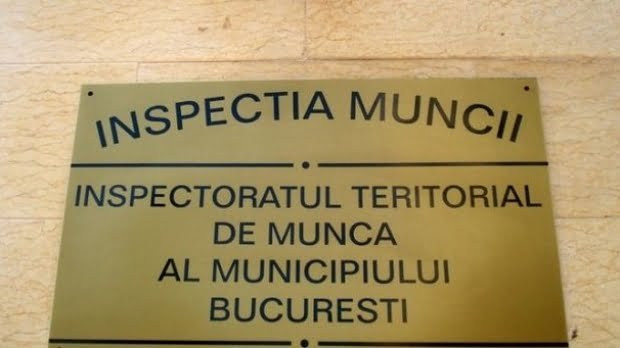 INSPECTIA MUNCII
INSPECTORATUL TERITORIAL
DE MUNCA
AL MUNICIPIULUI
BUCURESTI